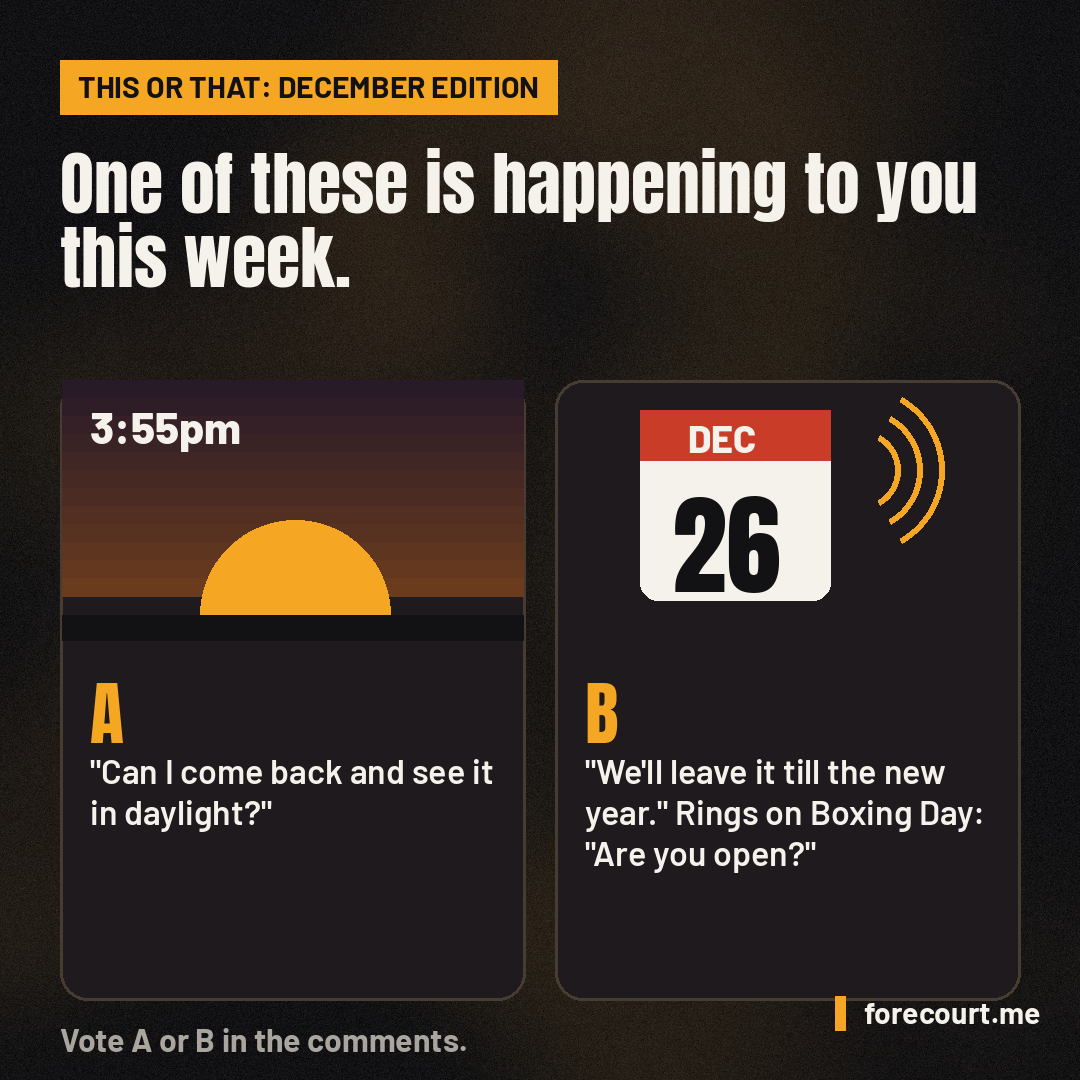 THIS OR THAT: DECEMBER EDITION
One of these is happening to you
this week.
3:55pm
A
"Can I come back and see it
in daylight?"
DEC
26
B
"We'll leave it till the new
year." Rings on Boxing Day:
"Are you open?"
forecourt.me
Vote A or B in the comments.